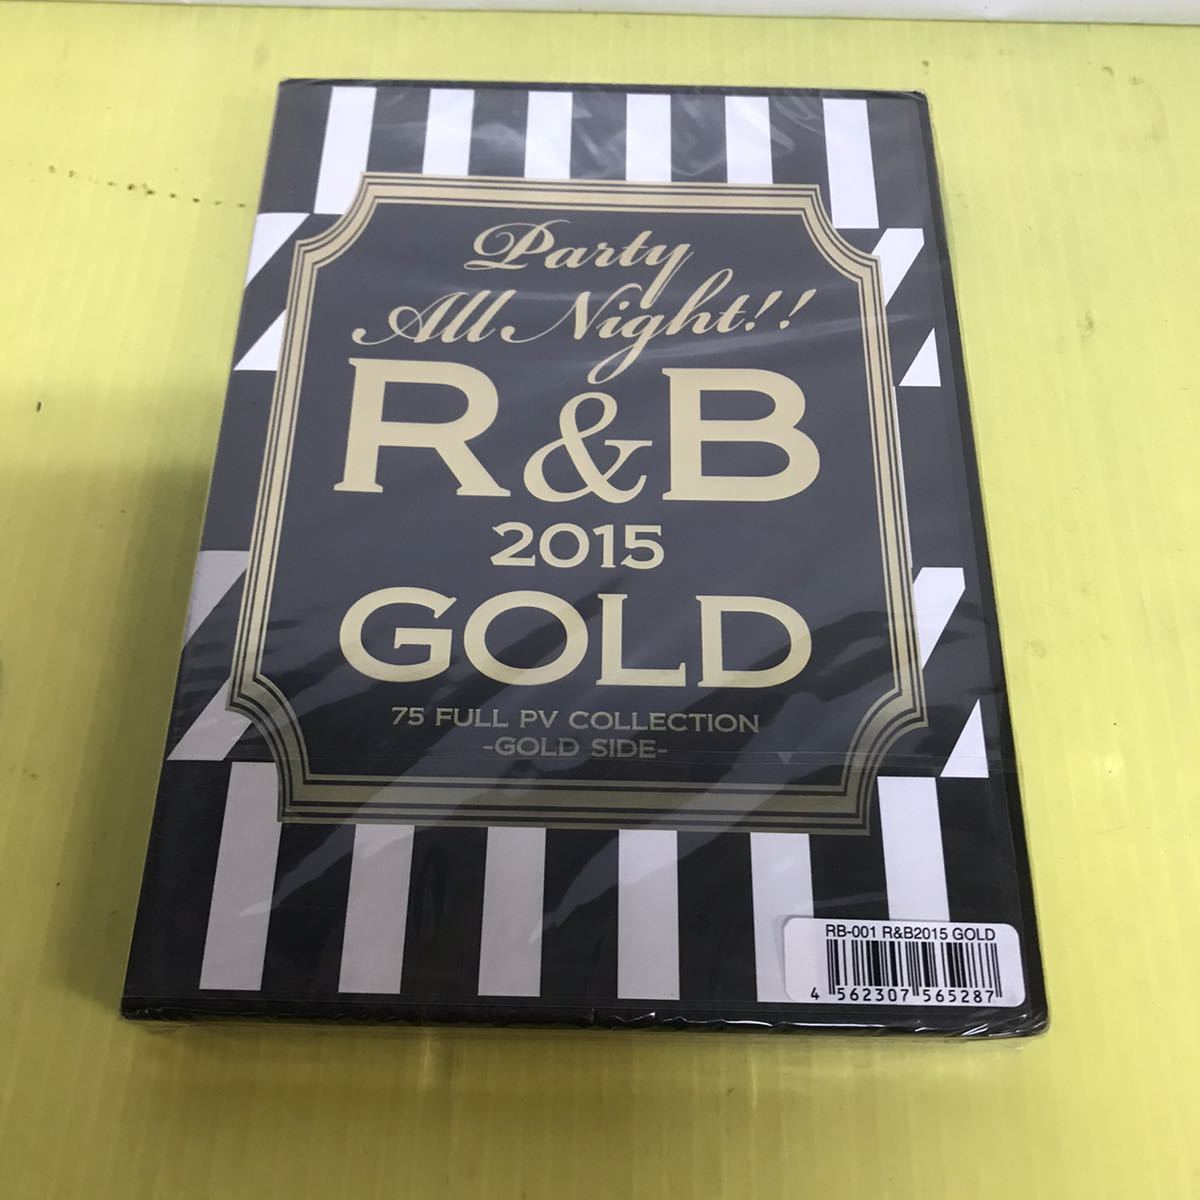 Party
All Night!!
R&B
2015
GOLD
75 FULL PV COLLECTION
-GOLD SIDE-
RB-001 R&B2015 GOLD
4 562307 565287